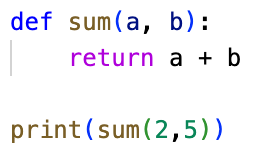 def sum(a, b):
    return a + b

print(sum(2,5))